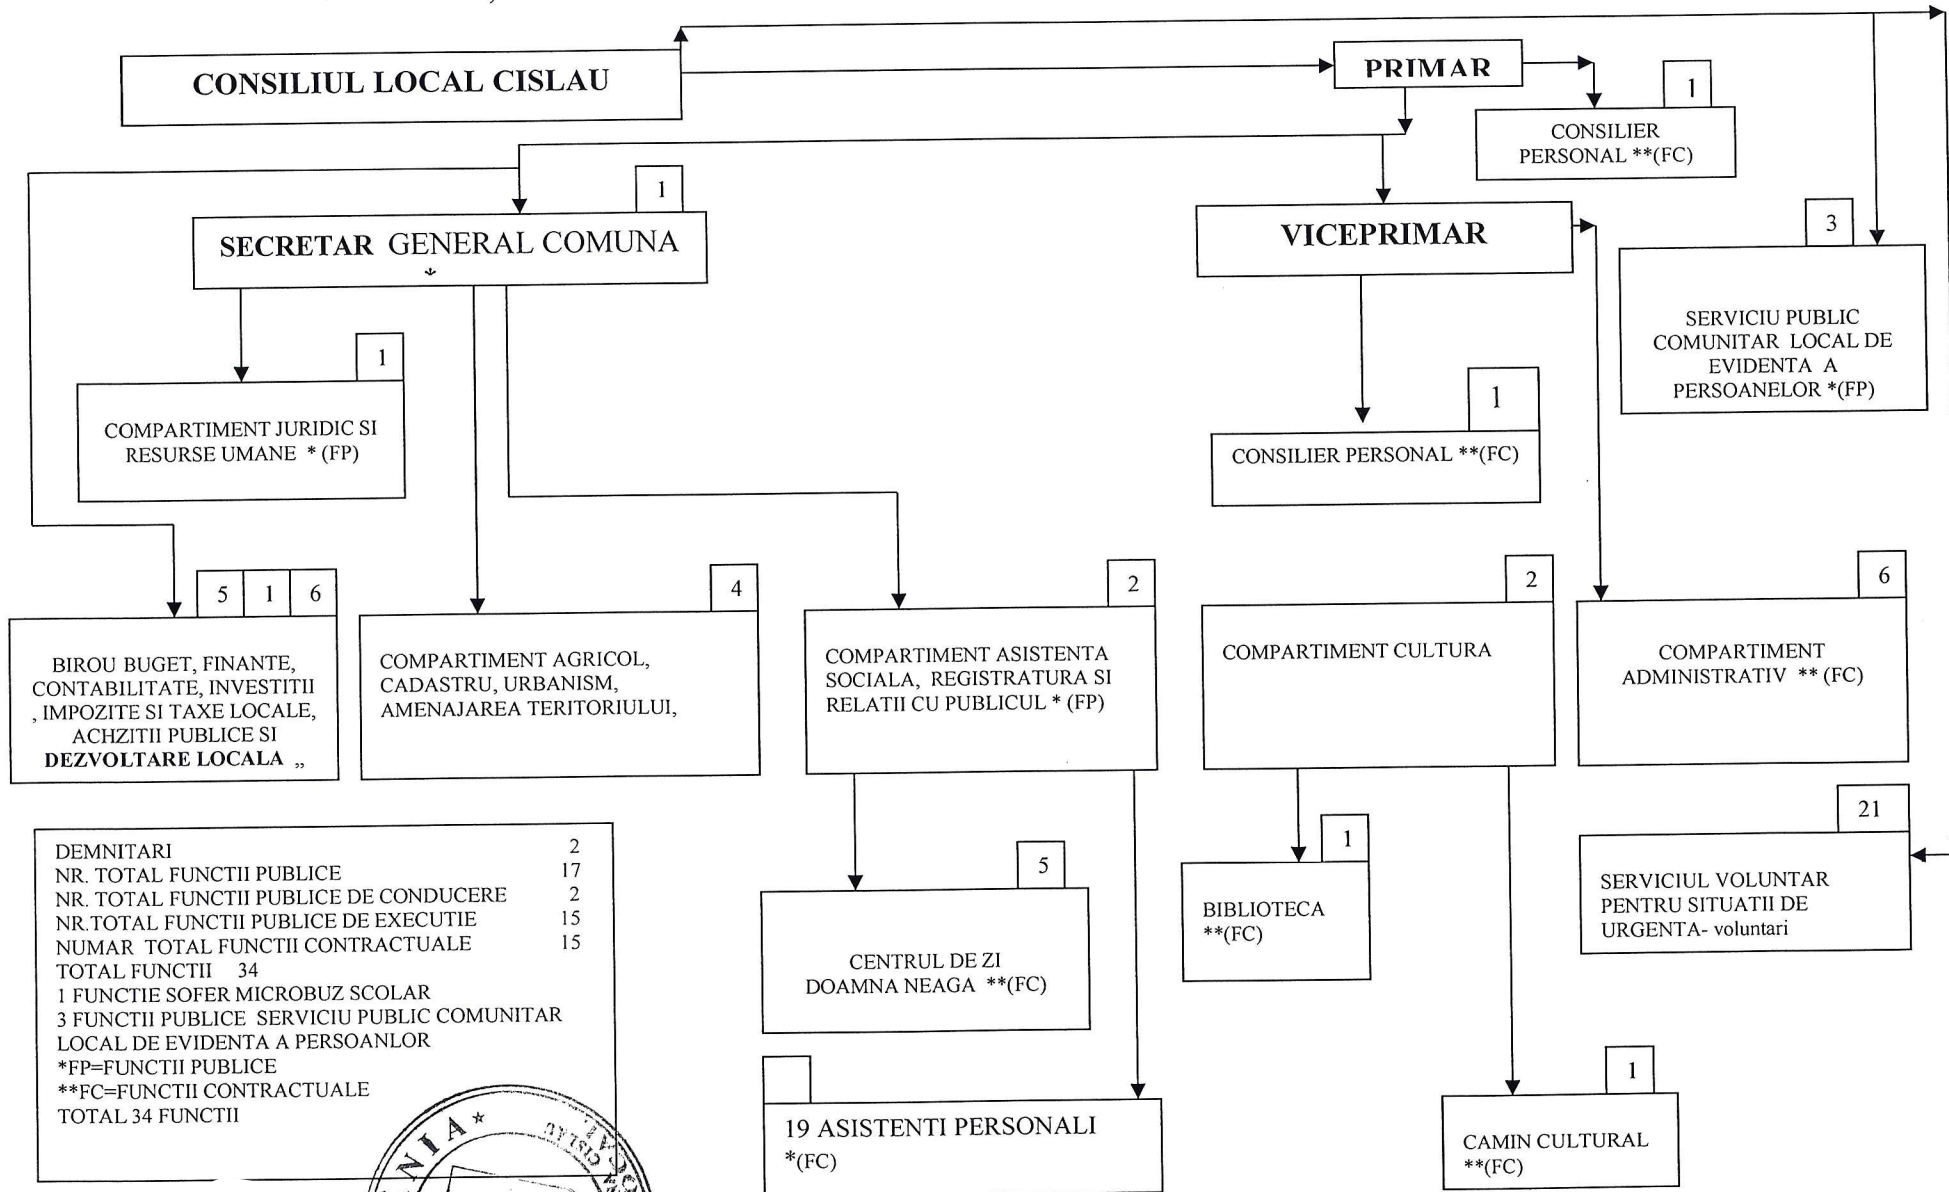 CONSILIUL LOCAL CISLAU
PRIMAR
1
CONSILIER
PERSONAL **(FC)
1
SECRETAR GENERAL COMUNA
*
VICEPRIMAR
3
SERVICIU PUBLIC
COMUNITAR LOCAL DE
EVIDENTA A
PERSOANELOR *(FP)
1
COMPARTIMENT JURIDIC SI
RESURSE UMANE * (FP)
1
CONSILIER PERSONAL **(FC)
5 1 6
BIROU BUGET, FINANTE,
CONTABILITATE, INVESTITII
, IMPOZITE SI TAXE LOCALE,
ACHZITII PUBLICE SI
DEZVOLTARE LOCALA „
4
COMPARTIMENT AGRICOL,
CADASTRU, URBANISM,
AMENAJAREA TERITORIULUI,
2
COMPARTIMENT ASISTENTA
SOCIALA, REGISTRATURA SI
RELATII CU PUBLICUL * (FP)
2
COMPARTIMENT CULTURA
6
COMPARTIMENT
ADMINISTRATIV ** (FC)
DEMNITARI 2
NR. TOTAL FUNCTII PUBLICE 17
NR. TOTAL FUNCTII PUBLICE DE CONDUCERE 2
NR.TOTAL FUNCTII PUBLICE DE EXECUTIE 15
NUMAR TOTAL FUNCTII CONTRACTUALE 15
TOTAL FUNCTII 34
1 FUNCTIE SOFER MICROBUZ SCOLAR
3 FUNCTII PUBLICE SERVICIU PUBLIC COMUNITAR
LOCAL DE EVIDENTA A PERSOANLOR
*FP=FUNCTII PUBLICE
**FC=FUNCTII CONTRACTUALE
TOTAL 34 FUNCTII
5
CENTRUL DE ZI
DOAMNA NEAGA **(FC)
1
BIBLIOTECA
**(FC)
21
SERVICIUL VOLUNTAR
PENTRU SITUATII DE
URGENTA- voluntari
19 ASISTENTI PERSONALI
*(FC)
1
CAMIN CULTURAL
**(FC)
CISLAU